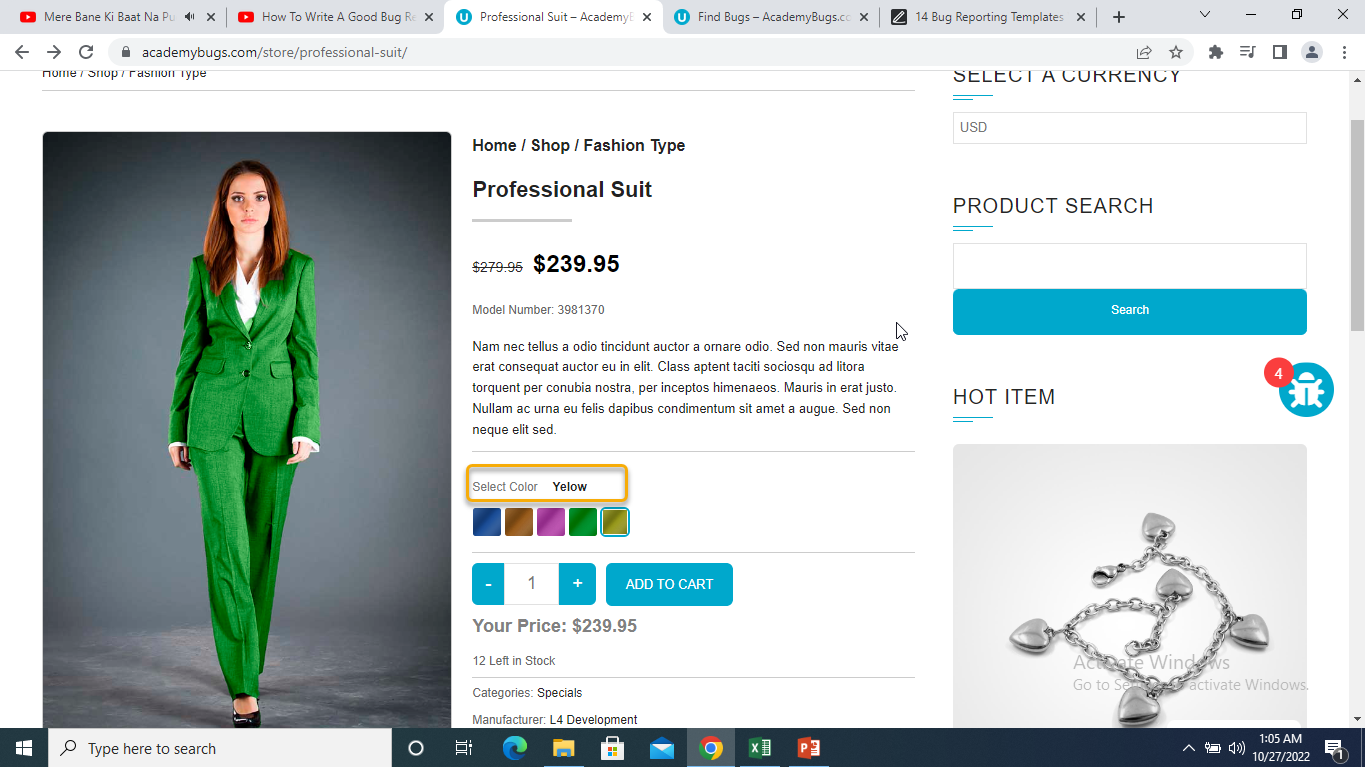 Mere Bane Ki Baat Na Pu
How To Write A Good Bug Re
Professional Suit – AcademyB
Find Bugs – AcademyBugs.co
14 Bug Reporting Templates
academybugs.com/store/professional-suit/
Home / Shop / Fashion Type
Home / Shop / Fashion Type
Professional Suit
$279.95 $239.95
Model Number: 3981370
Nam nec tellus a odio tincidunt auctor a ornare odio. Sed non mauris vitae
erat consequat auctor eu in elit. Class aptent taciti sociosqu ad litora
torquent per conubia nostra, per inceptos himenaeos. Mauris in erat justo.
Nullam ac urna eu felis dapibus condimentum sit amet a augue. Sed non
neque elit sed.
Select Color Yelow
- 1 + ADD TO CART
Your Price: $239.95
12 Left in Stock
Categories: Specials
Manufacturer: L4 Development
SELECT A CURRENCY
USD
PRODUCT SEARCH
Search
4
HOT ITEM
Activate Windows
Go to Se activate Windows.
Type here to search
1:05 AM
10/27/2022
1